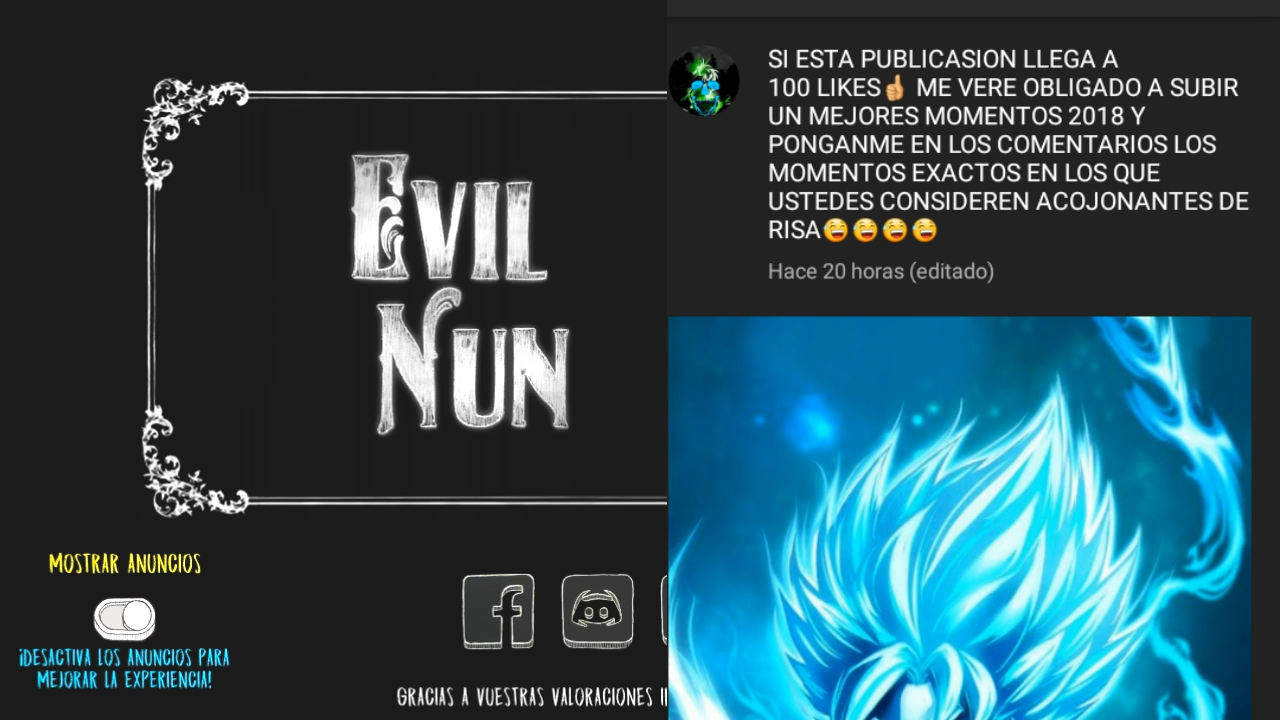 EVIL
NUN
MOSTRAR ANUNCIOS
¡DESACTIVA LOS ANUNCIOS PARA
MEJORAR LA EXPERIENCIA!
GRACIAS A VUESTRAS VALORACIONES
SI ESTA PUBLICASION LLEGA A
100 LIKES👍 ME VERE OBLIGADO A SUBIR
UN MEJORES MOMENTOS 2018 Y
PONGANME EN LOS COMENTARIOS LOS
MOMENTOS EXACTOS EN LOS QUE
USTEDES CONSIDEREN ACOJONANTES DE
RISA😅😅😅😅
Hace 20 horas (editado)